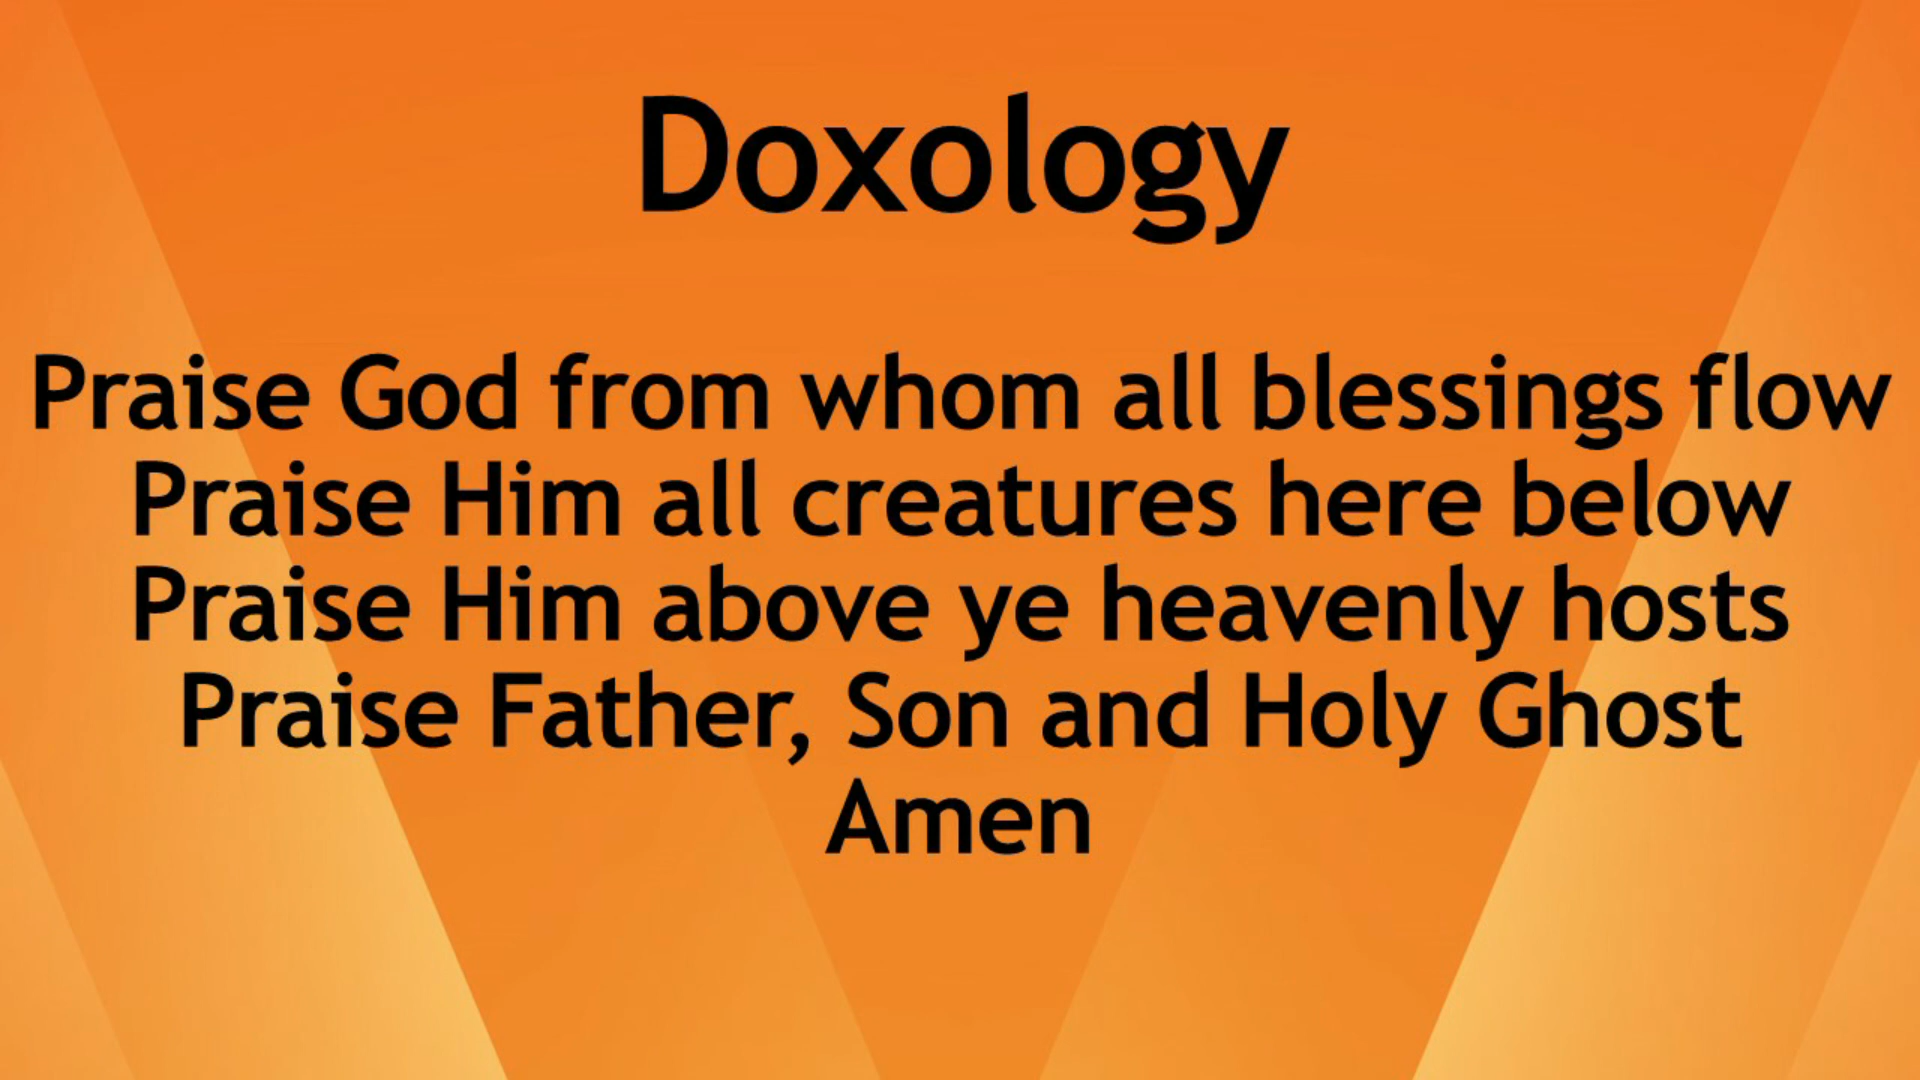 Doxology
Praise God from whom all blessings flow
Praise Him all creatures here below
Praise Him above ye heavenly hosts
Praise Father, Son and Holy Ghost
Amen